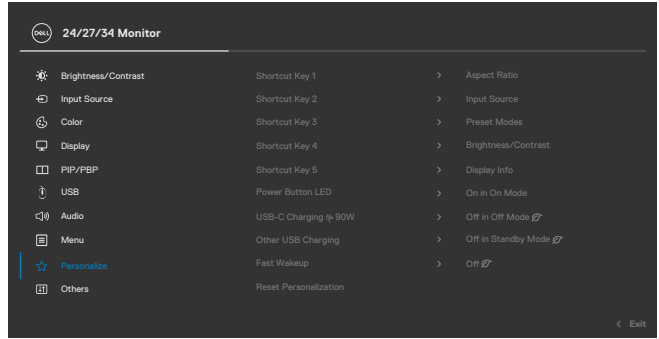 DELL 24/27/34 Monitor
Brightness/Contrast Shortcut Key 1 > Aspect Ratio
Input Source Shortcut Key 2 > Input Source
Color Shortcut Key 3 > Preset Modes
Display Shortcut Key 4 > Brightness/Contrast
PIP/PBP Shortcut Key 5 > Display Info
USB Power Button LED > On in On Mode
Audio USB-C Charging 90W > Off in Off Mode
Menu Other USB Charging > Off in Standby Mode
Personalize Fast Wakeup > Off
Others Reset Personalization
< Exit